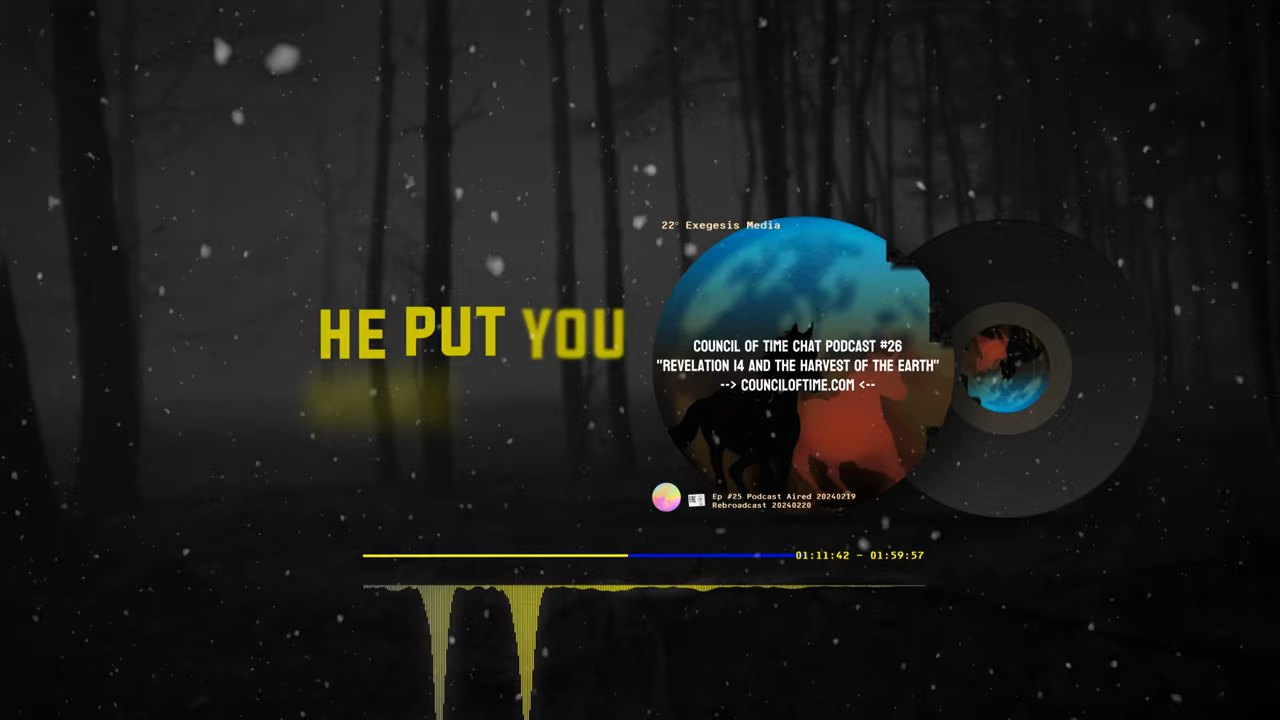 22° Exegesis Media
HE PUT YOU
COUNCIL OF TIME CHAT PODCAST #26
"REVELATION 14 AND THE HARVEST OF THE EARTH"
--> COUNCILOFTIME.COM <--
Ep #25 Podcast Aired 20240219
Rebroadcast 20240220
01:11:42 - 01:59:57